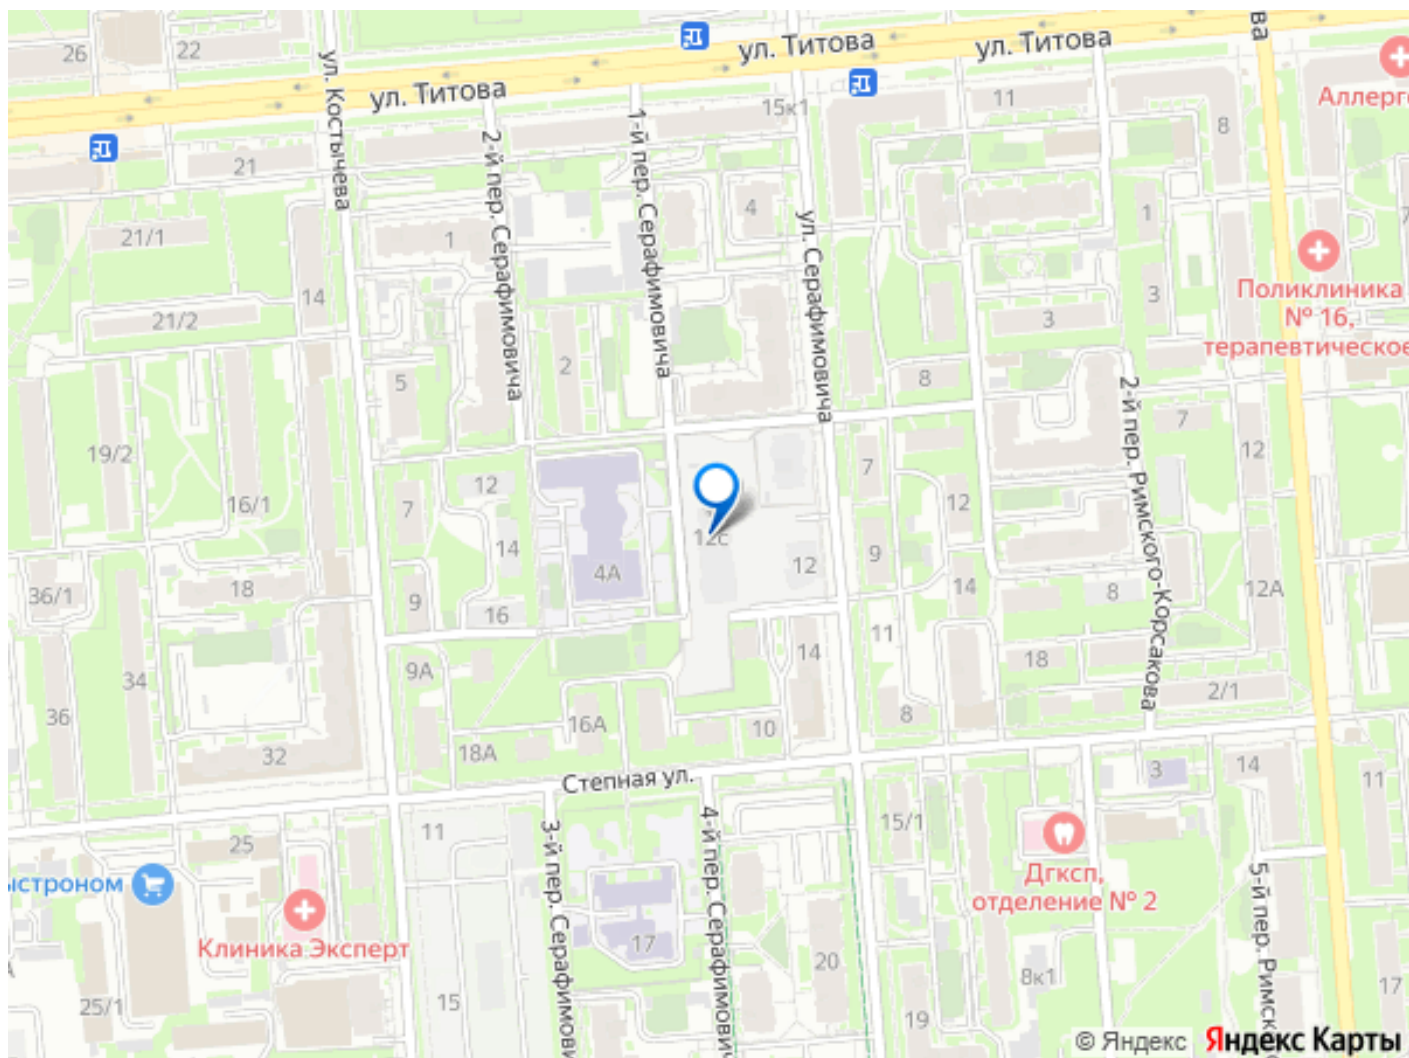 26
22
ул. Титова
ул. Титова
ул. Титова
ул. Костычева
2-й пер. Серафимовича
1-й пер. Серафимовича
15к1
11
8
Аллерг
21
21/1
1
4
ул. Серафимовича
1
14
21/2
2
3
3
Поликлиника
№ 16,
терапевтическое
5
8
2-й пер. Римского-Корсакова
7
19/2
16/1
12
7
12
7
12
14
12с
9
36/1
18
9
16
4А
12
14
8
12А
34
9А
11
14
18
36
16А
10
8
2/1
32
18А
Степная ул.
3
14
11
25
11
3-й пер. Серафимови
4-й пер. Серафимович
15/1
Дгксп,
отделение № 2
5-й пер. Римск
ыстроном
Клиника Эксперт
17
20
8к1
25/1
15
19
17
© Яндекс
Яндекс Карты